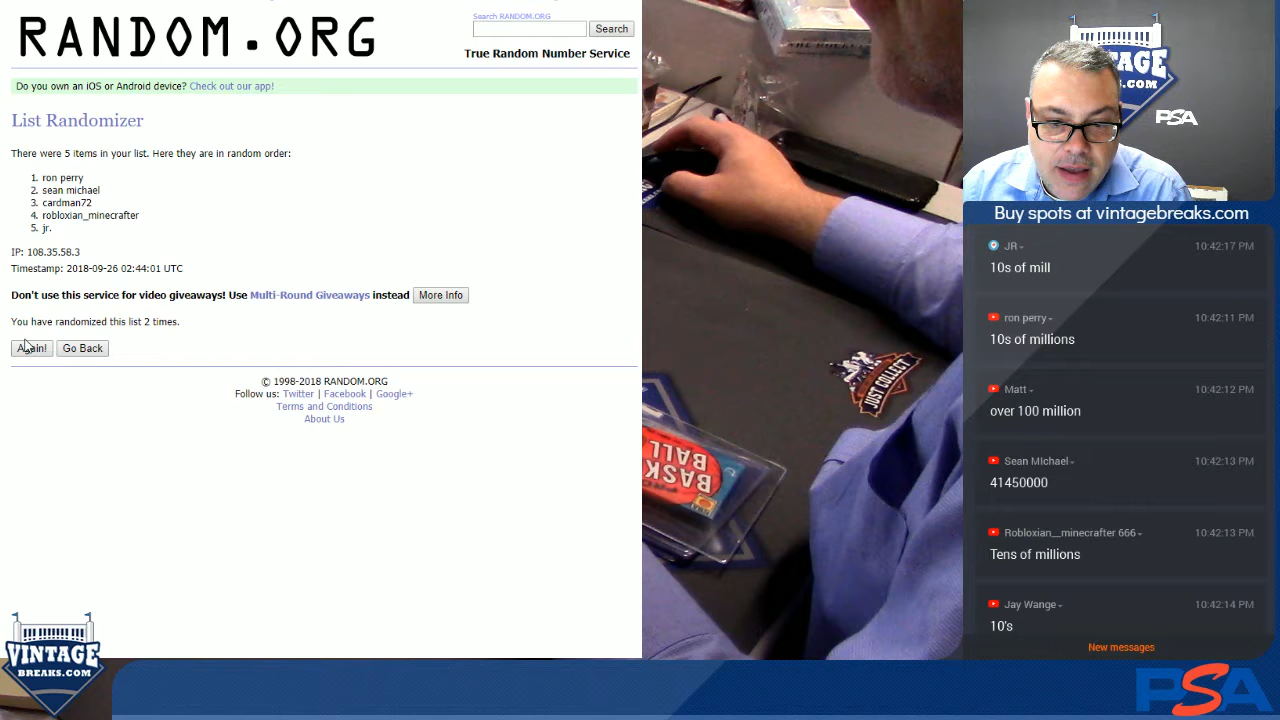 RANDOM.ORG
Search RANDOM.ORG
Search
True Random Number Service
Do you own an iOS or Android device? Check out our app!
List Randomizer
There were 5 items in your list. Here they are in random order:
1. ron perry
2. sean michael
3. cardman72
4. robloxian_minecrafter
5. jr.
IP: 108.35.58.3
Timestamp: 2018-09-26 02:44:01 UTC
Don't use this service for video giveaways! Use Multi-Round Giveaways instead More Info
You have randomized this list 2 times.
Again! Go Back
© 1998-2018 RANDOM.ORG
Follow us: Twitter | Facebook | Google+
Terms and Conditions
About Us
VINTAGE
BREAKS.COM
JUST COLLECT
BASKET
BALL
PSA
Buy spots at vintagebreaks.com
JR 10:42:17 PM
10s of mill
ron perry 10:42:11 PM
10s of millions
Matt 10:42:12 PM
over 100 million
Sean MIchael 10:42:13 PM
41450000
Robloxian__minecrafter 666 10:42:13 PM
Tens of millions
Jay Wange 10:42:14 PM
10's
New messages
PSA